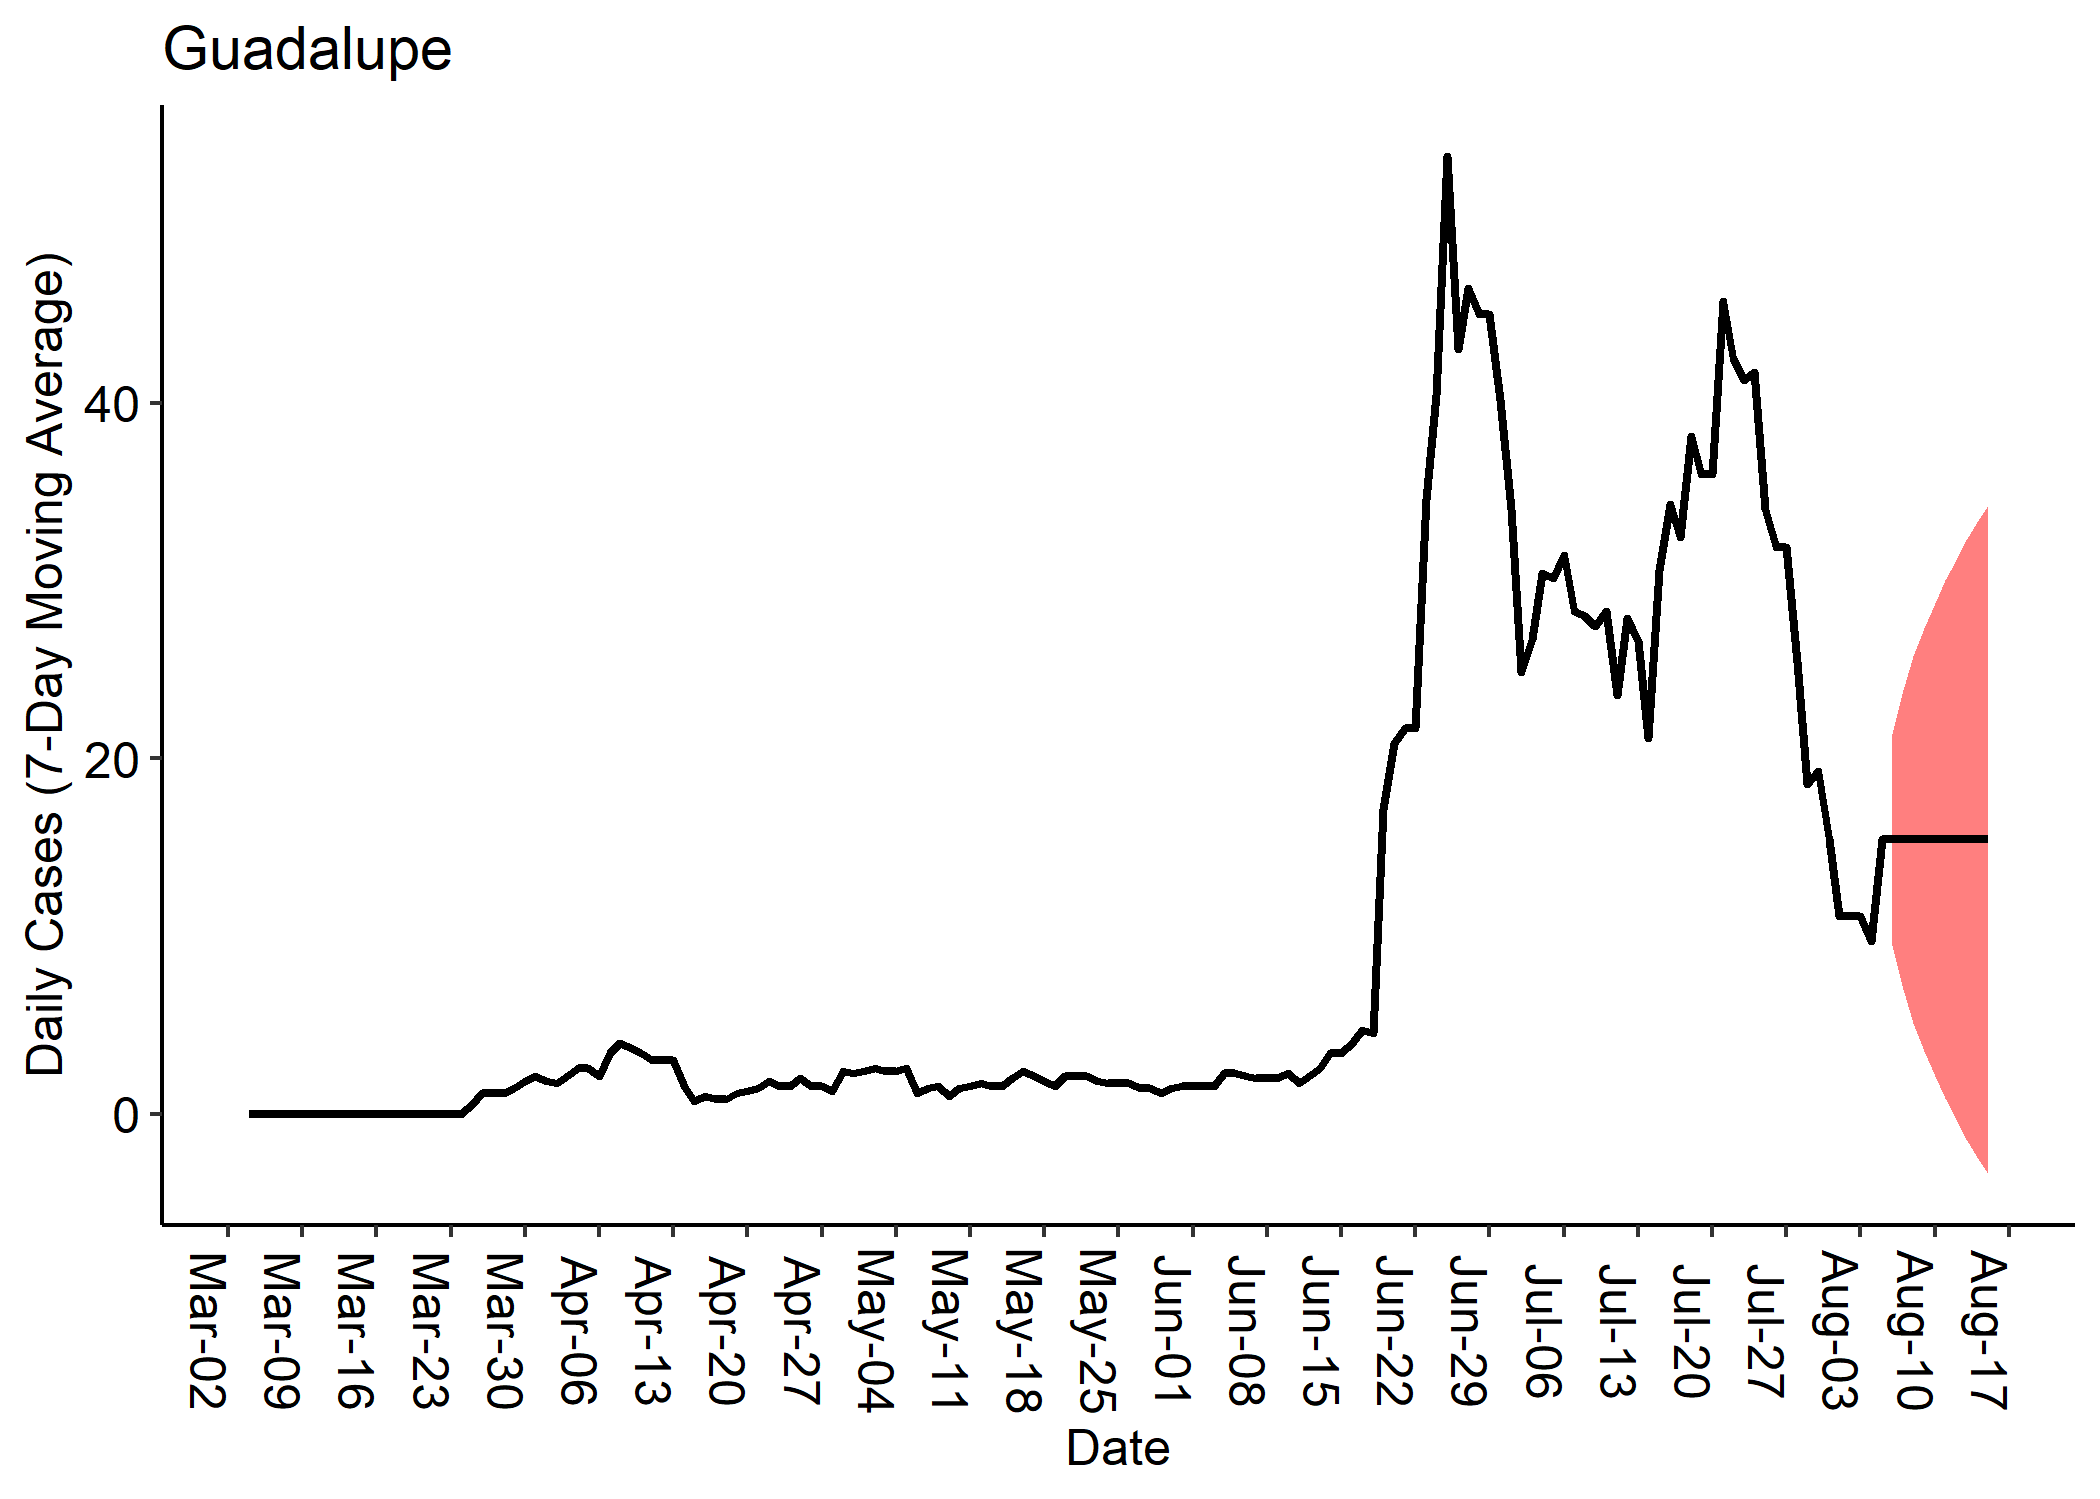 Guadalupe
Daily Cases (7-Day Moving Average)
40
20
0
Mar-02
Mar-09
Mar-16
Mar-23
Mar-30
Apr-06
Apr-13
Apr-20
Apr-27
May-04
May-11
May-18
May-25
Jun-01
Jun-08
Jun-15
Jun-22
Jun-29
Jul-06
Jul-13
Jul-20
Jul-27
Aug-03
Aug-10
Aug-17
Date